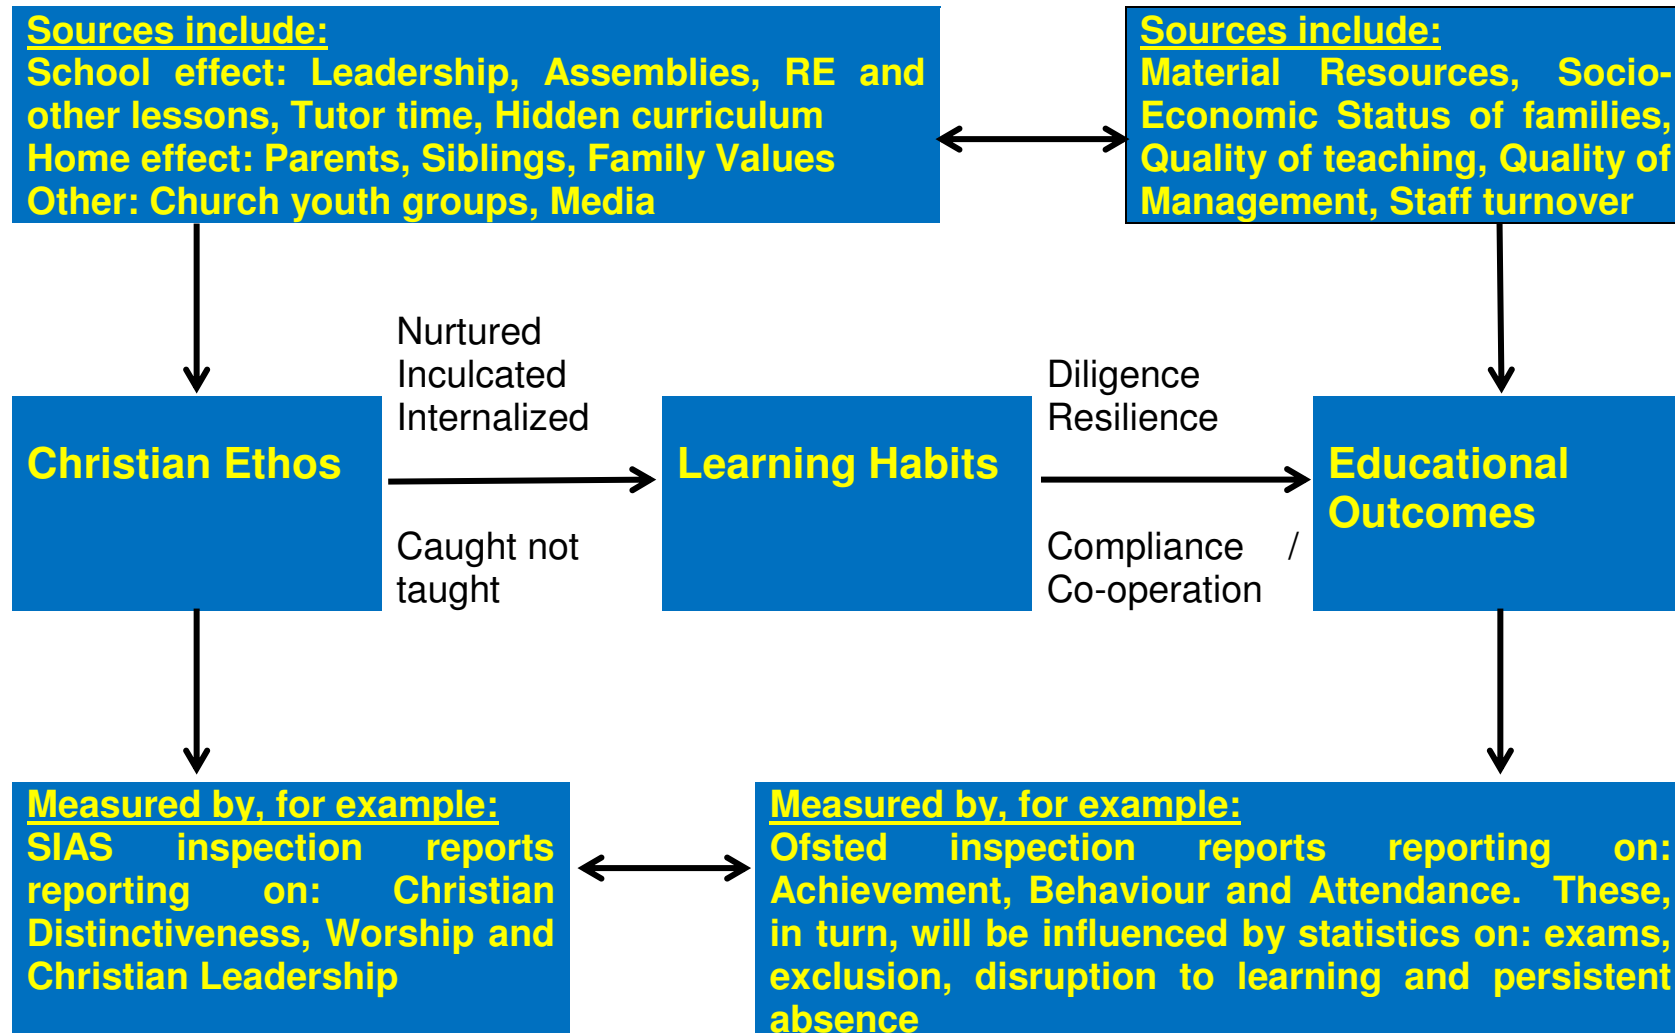 Sources include:
School effect: Leadership, Assemblies, RE and
other lessons, Tutor time, Hidden curriculum
Home effect: Parents, Siblings, Family Values
Other: Church youth groups, Media
Sources include:
Material Resources, Socio-
Economic Status of families,
Quality of teaching, Quality of
Management, Staff turnover
Christian Ethos
Nurtured
Inculcated
Internalized
Caught not
taught
Learning Habits
Diligence
Resilience
Compliance /
Co-operation
Educational
Outcomes
Measured by, for example:
SIAS inspection reports
reporting on: Christian
Distinctiveness, Worship and
Christian Leadership
Measured by, for example:
Ofsted inspection reports reporting on:
Achievement, Behaviour and Attendance. These,
in turn, will be influenced by statistics on: exams,
exclusion, disruption to learning and persistent
absence